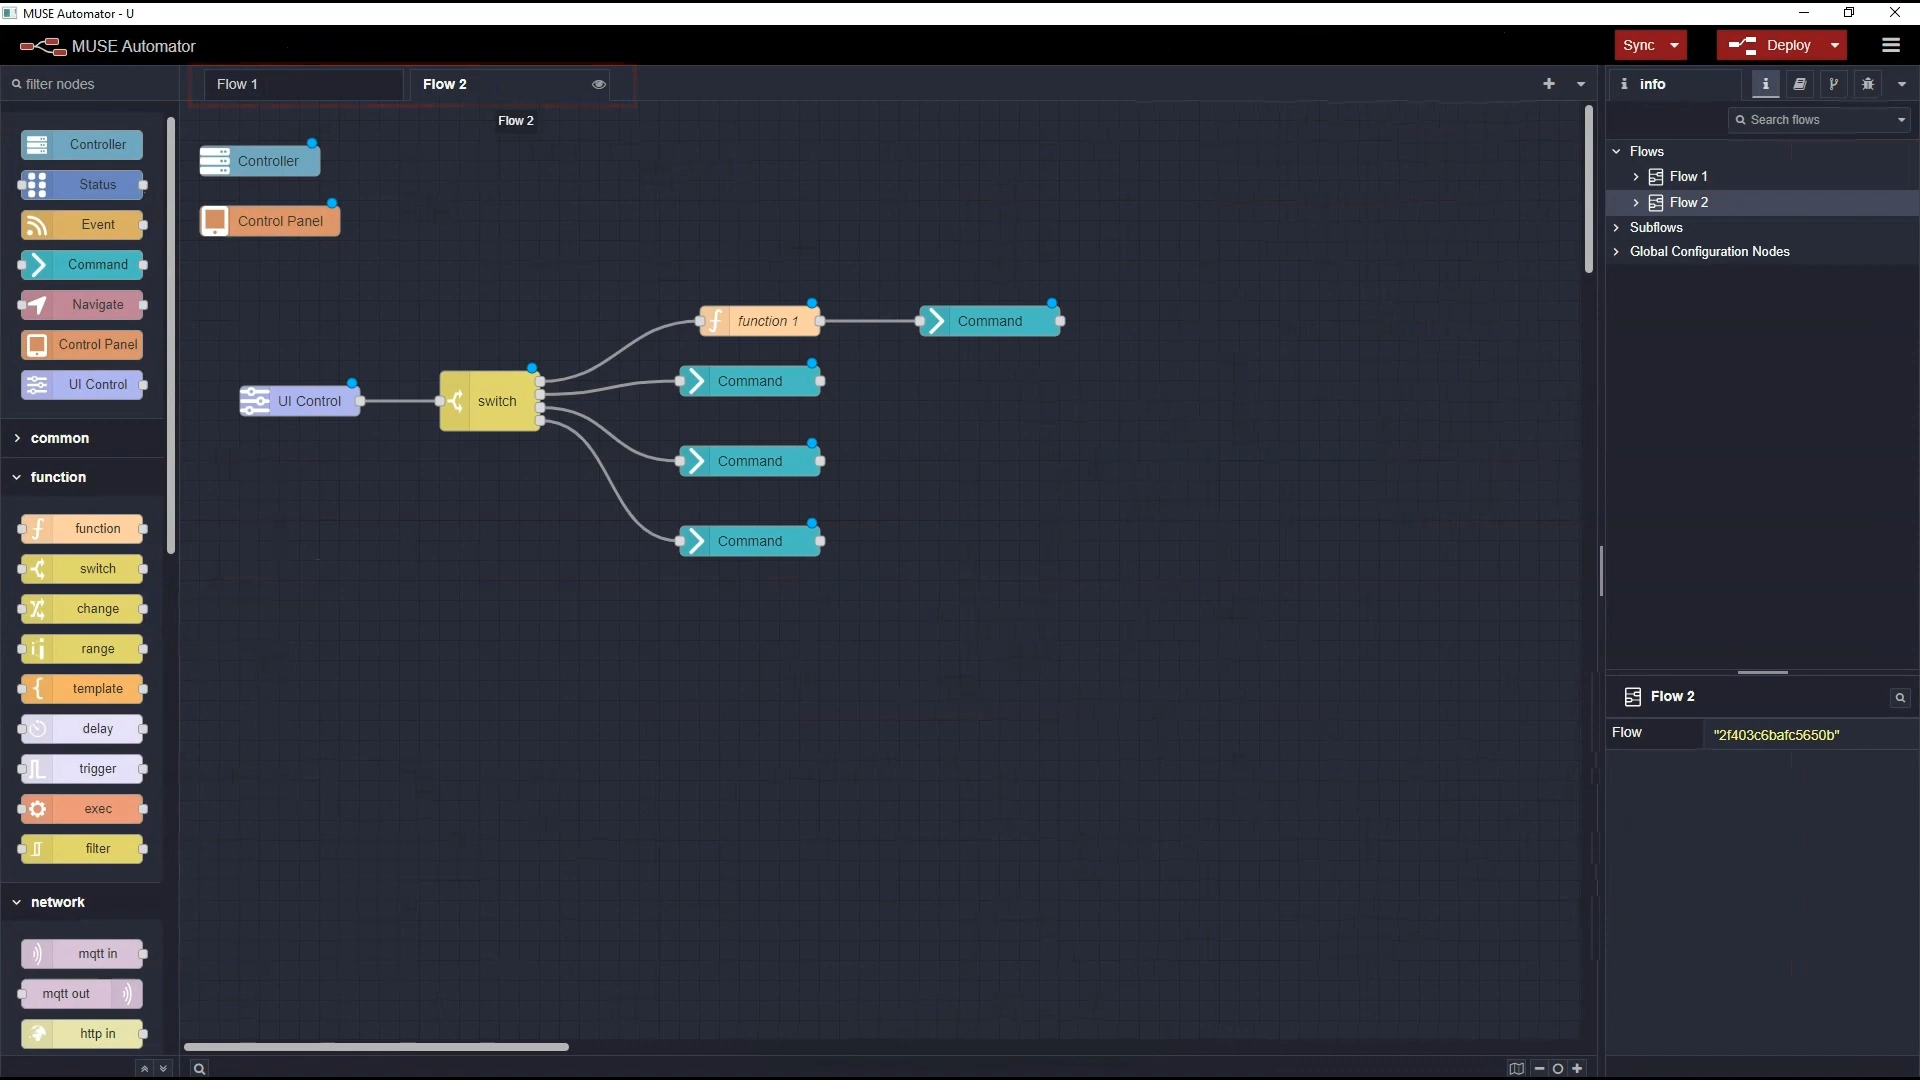 MUSE Automator - U
MUSE Automator
Sync
Deploy
filter nodes
Flow 1
Flow 2
Flow 2
Controller
Status
Event
Command
Navigate
Control Panel
UI Control
common
function
function
switch
change
range
template
delay
trigger
exec
filter
network
mqtt in
mqtt out
http in
Controller
Control Panel
UI Control
switch
function 1
Command
Command
Command
Command
info
Search flows
Flows
Flow 1
Flow 2
Subflows
Global Configuration Nodes
Flow 2
Flow "2f403c6bafc5650b"